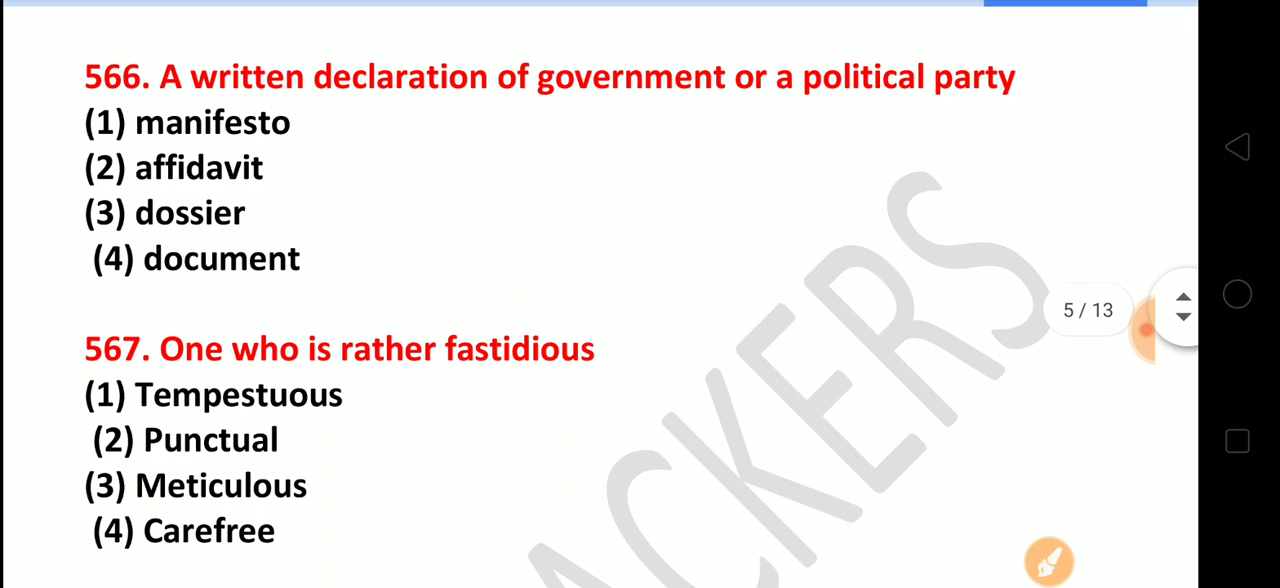 566. A written declaration of government or a political party
(1) manifesto
(2) affidavit
(3) dossier
(4) document
5 / 13
567. One who is rather fastidious
(1) Tempestuous
(2) Punctual
(3) Meticulous
(4) Carefree
ACKERS